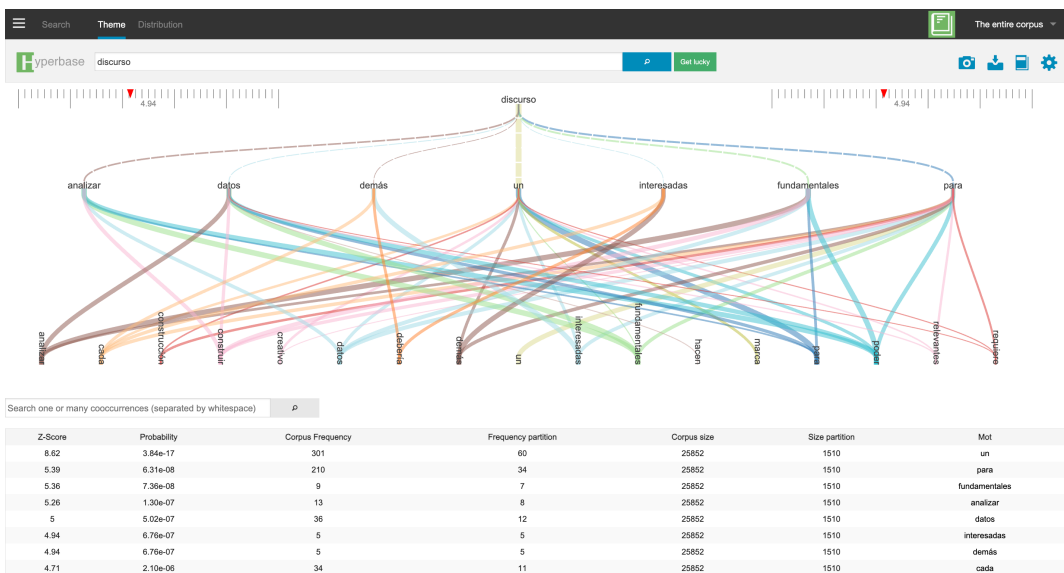 Search Theme Distribution The entire corpus
Hyperbase discurso Get lucky
4.94 4.94
discurso
analizar datos demás un interesadas fundamentales para
analizar cada construcción construir creativo datos debería demás un interesadas fundamentales hacen marca para poder relevantes requiere
Search one or many cooccurrences (separated by whitespace)
Z-Score Probability Corpus Frequency Frequency partition Corpus size Size partition Mot
8.62 3.84e-17 301 60 25852 1510 un
5.39 6.31e-08 210 34 25852 1510 para
5.36 7.36e-08 9 7 25852 1510 fundamentales
5.26 1.30e-07 13 8 25852 1510 analizar
5 5.02e-07 36 12 25852 1510 datos
4.94 6.76e-07 5 5 25852 1510 interesadas
4.94 6.76e-07 5 5 25852 1510 demás
4.71 2.10e-06 34 11 25852 1510 cada